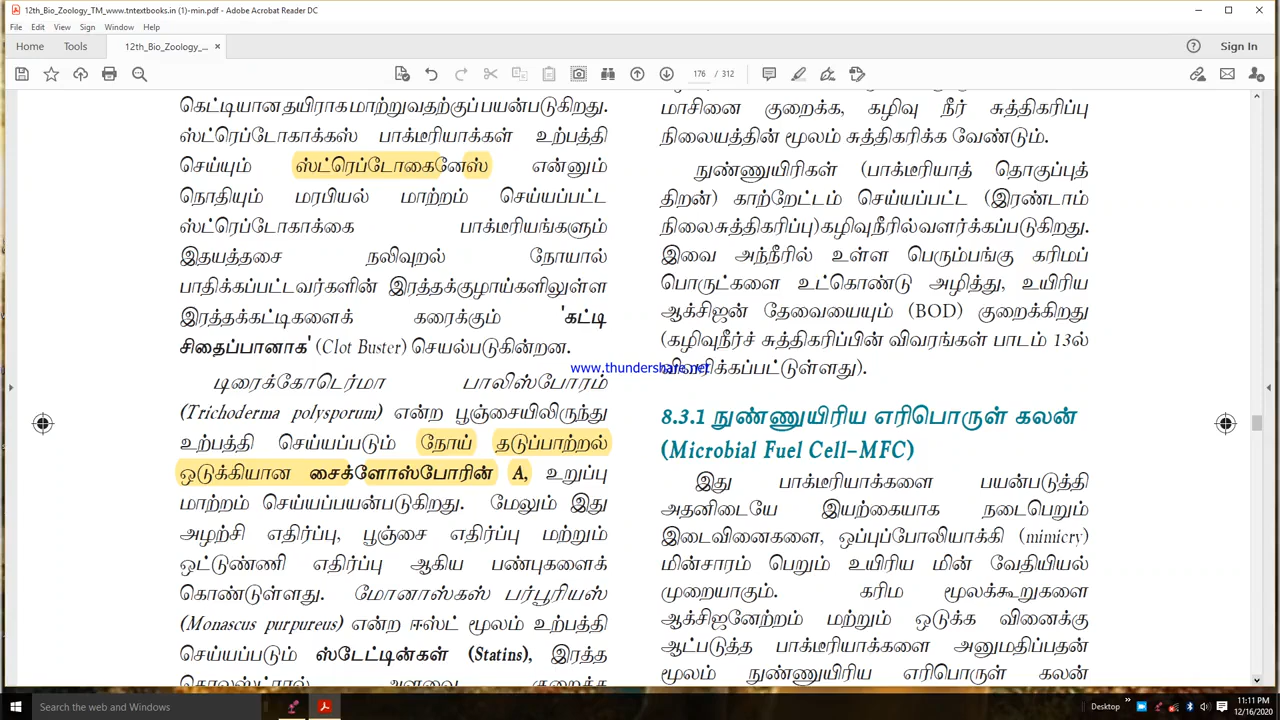 12th_Bio_Zoology_TM_www.tntextbooks.in (1)-min.pdf - Adobe Acrobat Reader DC
File Edit View Sign Window Help
Home Tools 12th_Bio_Zoology_... × Sign In
176 / 312
கெட்டியான தயிராக மாற்றுவதற்குப் பயன்படுகிறது.
ஸ்ட்ரெப்டோகாக்கஸ் பாக்டீரியாக்கள் உற்பத்தி
செய்யும் ஸ்ட்ரெப்டோகைனேஸ் என்னும்
நொதியும் மரபியல் மாற்றம் செய்யப்பட்ட
ஸ்ட்ரெப்டோகாக்கை பாக்டீரியங்களும்
இதயத்தசை நலிவுறல் நோயால்
பாதிக்கப்பட்டவர்களின் இரத்தக்குழாய்களிலுள்ள
இரத்தக்கட்டிகளைக் கரைக்கும் 'கட்டி
சிதைப்பானாக' (Clot Buster) செயல்படுகின்றன.
டிரைக்கோடெர்மா பாலிஸ்போரம்
(Trichoderma polysporum) என்ற பூஞ்சையிலிருந்து
உற்பத்தி செய்யப்படும் நோய் தடுப்பாற்றல்
ஒடுக்கியான சைக்ளோஸ்போரின் A, உறுப்பு
மாற்றம் செய்யப்பயன்படுகிறது. மேலும் இது
அழற்சி எதிர்ப்பு, பூஞ்சை எதிர்ப்பு மற்றும்
ஒட்டுண்ணி எதிர்ப்பு ஆகிய பண்புகளைக்
கொண்டுள்ளது. மோனாஸ்கஸ் பர்பூரியஸ்
(Monascus purpureus) என்ற ஈஸ்ட் மூலம் உற்பத்தி
செய்யப்படும் ஸ்டேட்டின்கள் (Statins), இரத்த
கொலஸ்ட்ரால் அளவை குறைக்க
மாசினை குறைக்க, கழிவு நீர் சுத்திகரிப்பு
நிலையத்தின் மூலம் சுத்திகரிக்க வேண்டும்.
நுண்ணுயிரிகள் (பாக்டீரியாத் தொகுப்புத்
திறன்) காற்றேட்டம் செய்யப்பட்ட (இரண்டாம்
நிலைசுத்திகரிப்பு)கழிவுநீரில்வளர்க்கப்படுகிறது.
இவை அந்நீரில் உள்ள பெரும்பங்கு கரிமப்
பொருட்களை உட்கொண்டு அழித்து, உயிரிய
ஆக்சிஜன் தேவையையும் (BOD) குறைக்கிறது
(கழிவுநீர்ச் சுத்திகரிப்பின் விவரங்கள் பாடம் 13ல்
விவரிக்கப்பட்டுள்ளது).
www.thundershare.net
8.3.1 நுண்ணுயிரிய எரிபொருள் கலன்
(Microbial Fuel Cell–MFC)
இது பாக்டீரியாக்களை பயன்படுத்தி
அதனிடையே இயற்கையாக நடைபெறும்
இடைவினைகளை, ஒப்புப்போலியாக்கி (mimicry)
மின்சாரம் பெறும் உயிரிய மின் வேதியியல்
முறையாகும். கரிம மூலக்கூறுகளை
ஆக்சிஜனேற்றம் மற்றும் ஒடுக்க வினைக்கு
ஆட்படுத்த பாக்டீரியாக்களை அனுமதிப்பதன்
மூலம் நுண்ணுயிரிய எரிபொருள் கலன்
Search the web and Windows
Desktop
11:11 PM
12/16/2020